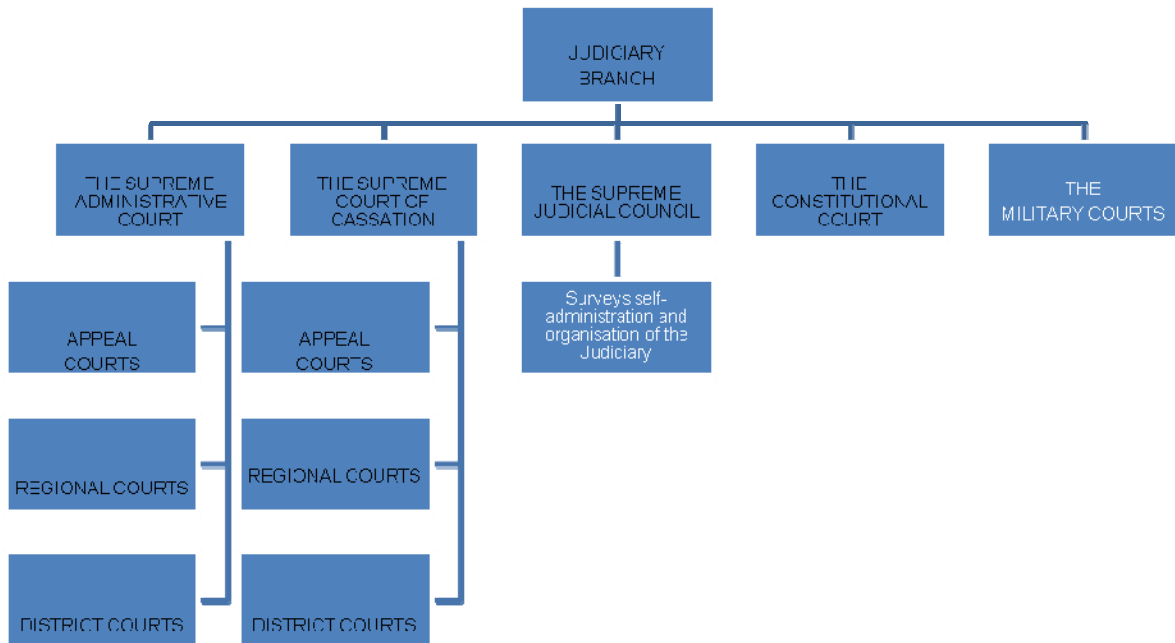 JUDICIARY
BRANCH
THE SUPREME
ADMINISTRATIVE
COURT
THE SUPREME
COURT OF
CASSATION
THE SUPREME
JUDICIAL COUNCIL
THE
CONSTITUTIONAL
COURT
THE
MILITARY COURTS
APPEAL
COURTS
APPEAL
COURTS
Surveys self-
administration and
organisation of the
Judiciary
REGIONAL COURTS
REGIONAL COURTS
DISTRICT COURTS
DISTRICT COURTS